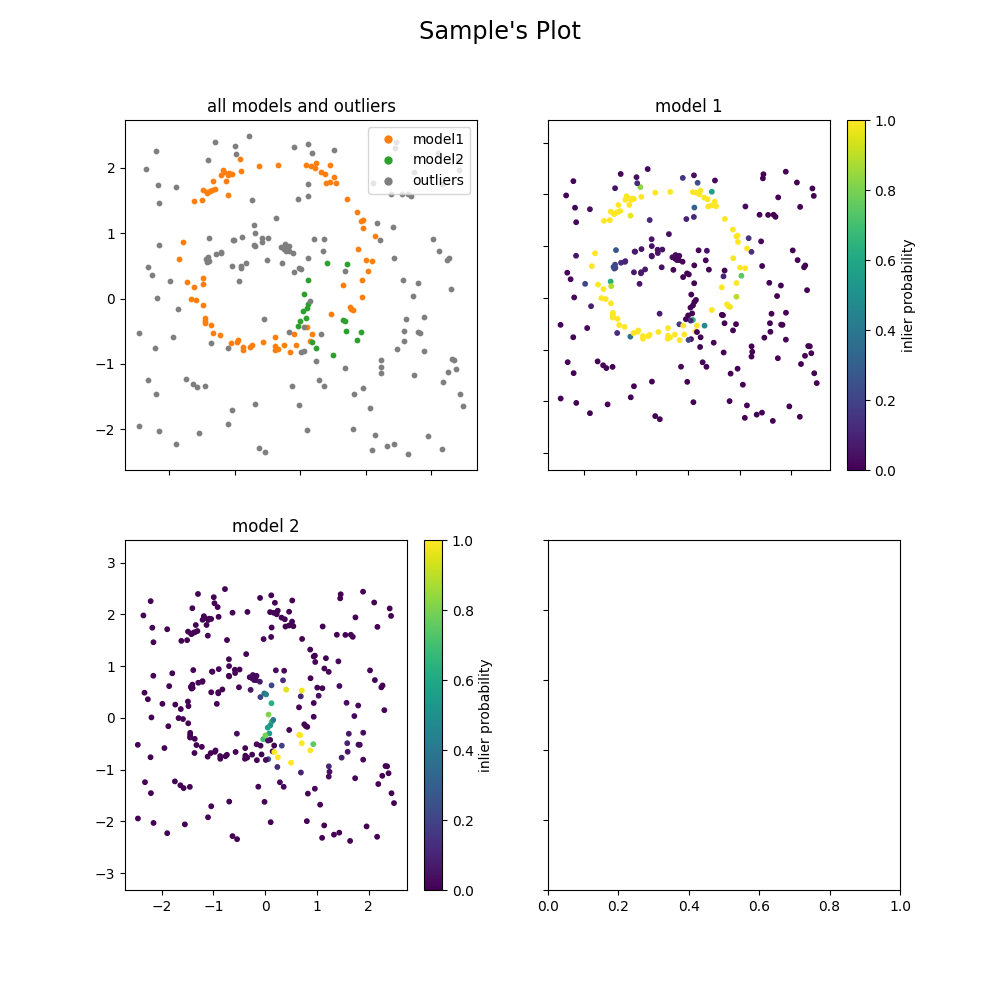 Sample's Plot
all models and outliers
model1
model2
outliers
2
1
0
−1
−2
model 1
1.0
0.8
0.6
0.4
0.2
0.0
inlier probability
model 2
3
2
1
0
−1
−2
−3
−2 −1 0 1 2
1.0
0.8
0.6
0.4
0.2
0.0
inlier probability
0.0 0.2 0.4 0.6 0.8 1.0